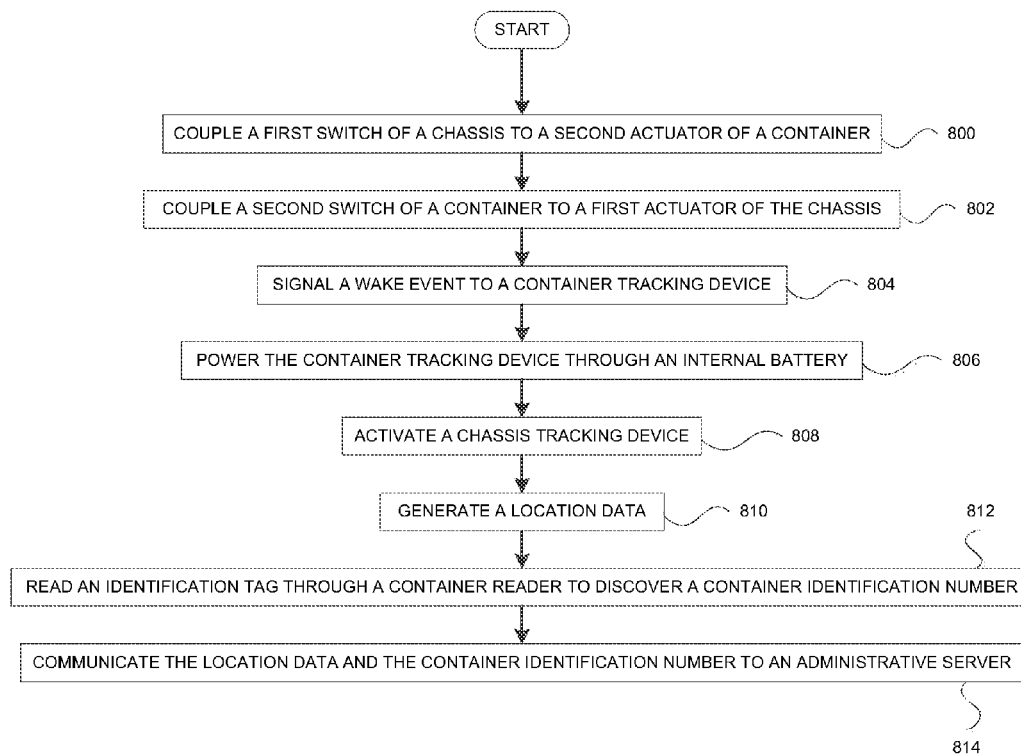 START
COUPLE A FIRST SWITCH OF A CHASSIS TO A SECOND ACTUATOR OF A CONTAINER
800
COUPLE A SECOND SWITCH OF A CONTAINER TO A FIRST ACTUATOR OF THE CHASSIS
802
SIGNAL A WAKE EVENT TO A CONTAINER TRACKING DEVICE
804
POWER THE CONTAINER TRACKING DEVICE THROUGH AN INTERNAL BATTERY
806
ACTIVATE A CHASSIS TRACKING DEVICE
808
GENERATE A LOCATION DATA
810
812
READ AN IDENTIFICATION TAG THROUGH A CONTAINER READER TO DISCOVER A CONTAINER IDENTIFICATION NUMBER
COMMUNICATE THE LOCATION DATA AND THE CONTAINER IDENTIFICATION NUMBER TO AN ADMINISTRATIVE SERVER
814